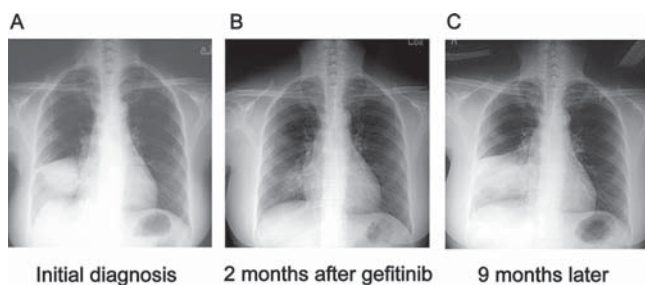 A
B
C
Initial diagnosis
2 months after gefitinib
9 months later